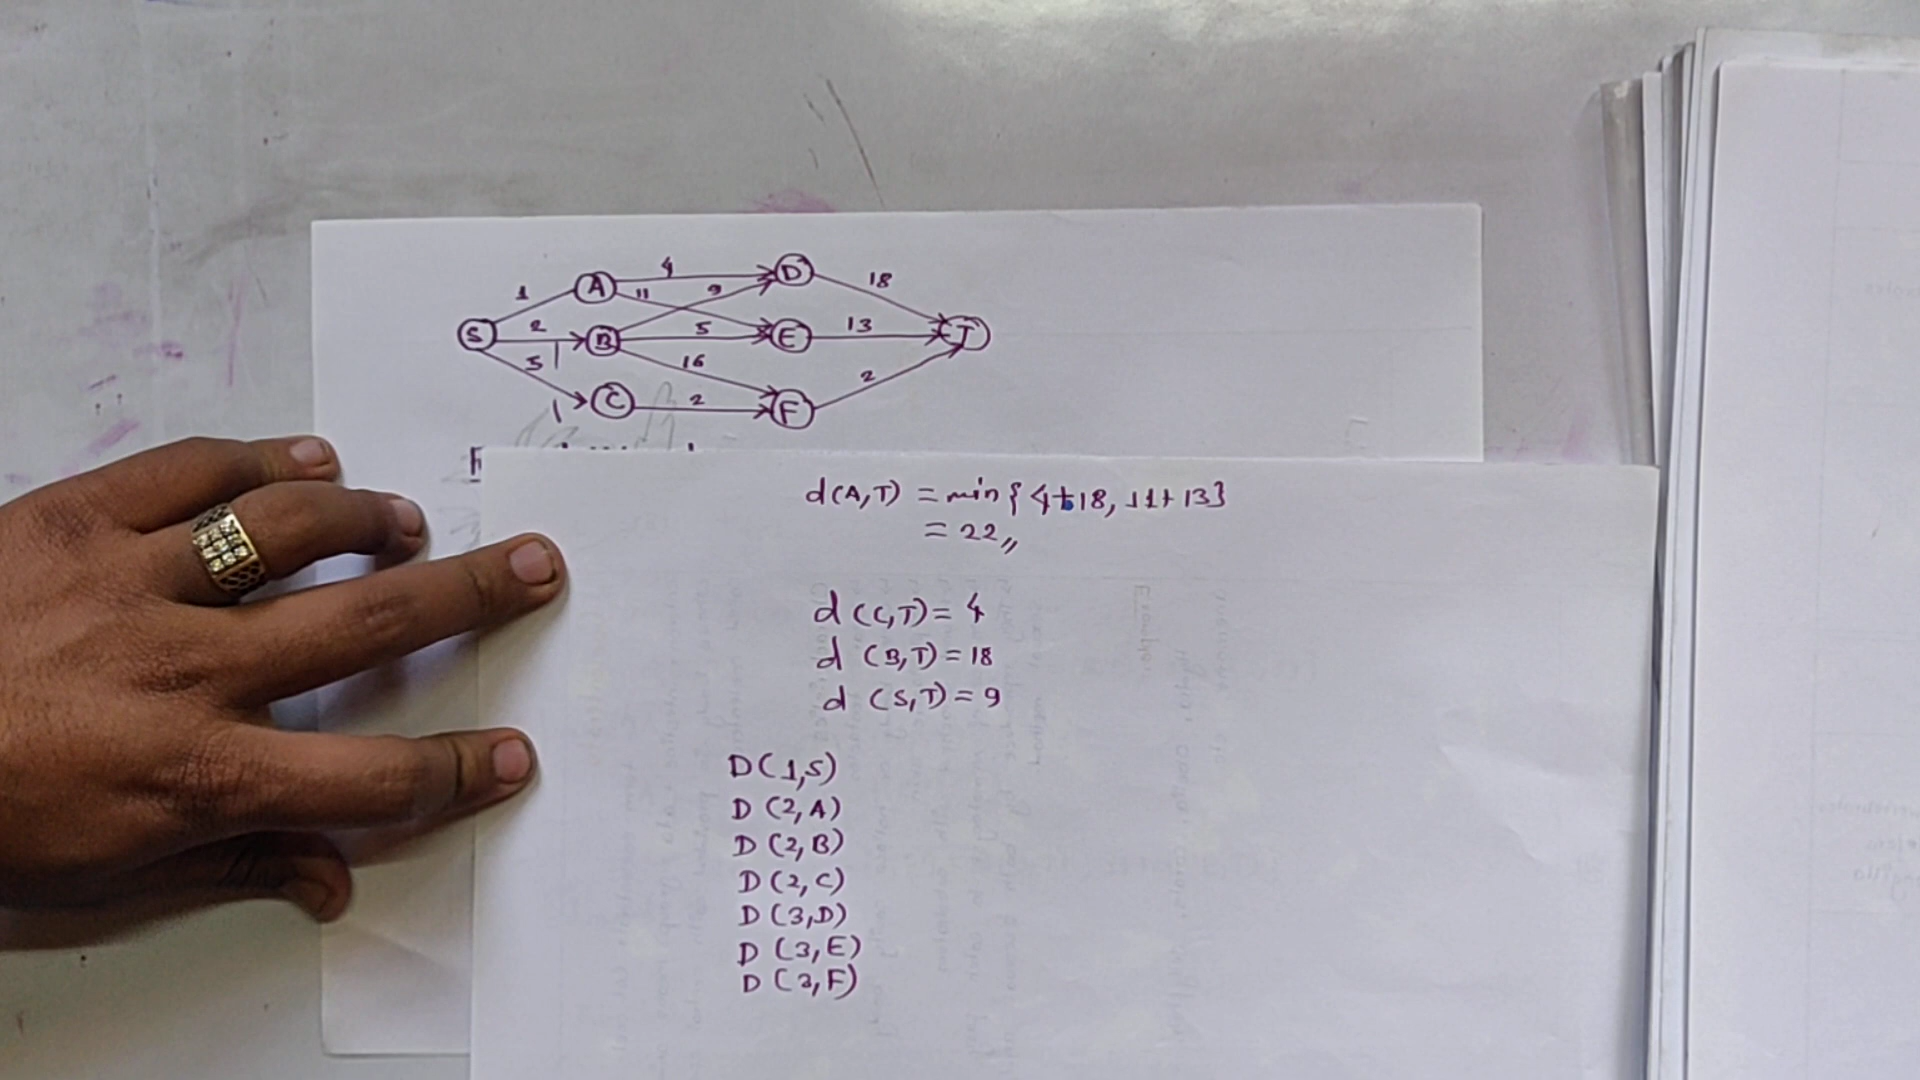 4
D
18
1
A
11
9
S
2
B
5
E
13
T
5
16
2
C
2
F
d(A,T) = min{ 4+18, 11+13}
= 22,,
d (C,T) = 4
d (B,T) = 18
d (S,T) = 9
D(1,S)
D (2,A)
D (2,B)
D (2,C)
D (3,D)
D (3,E)
D (3,F)